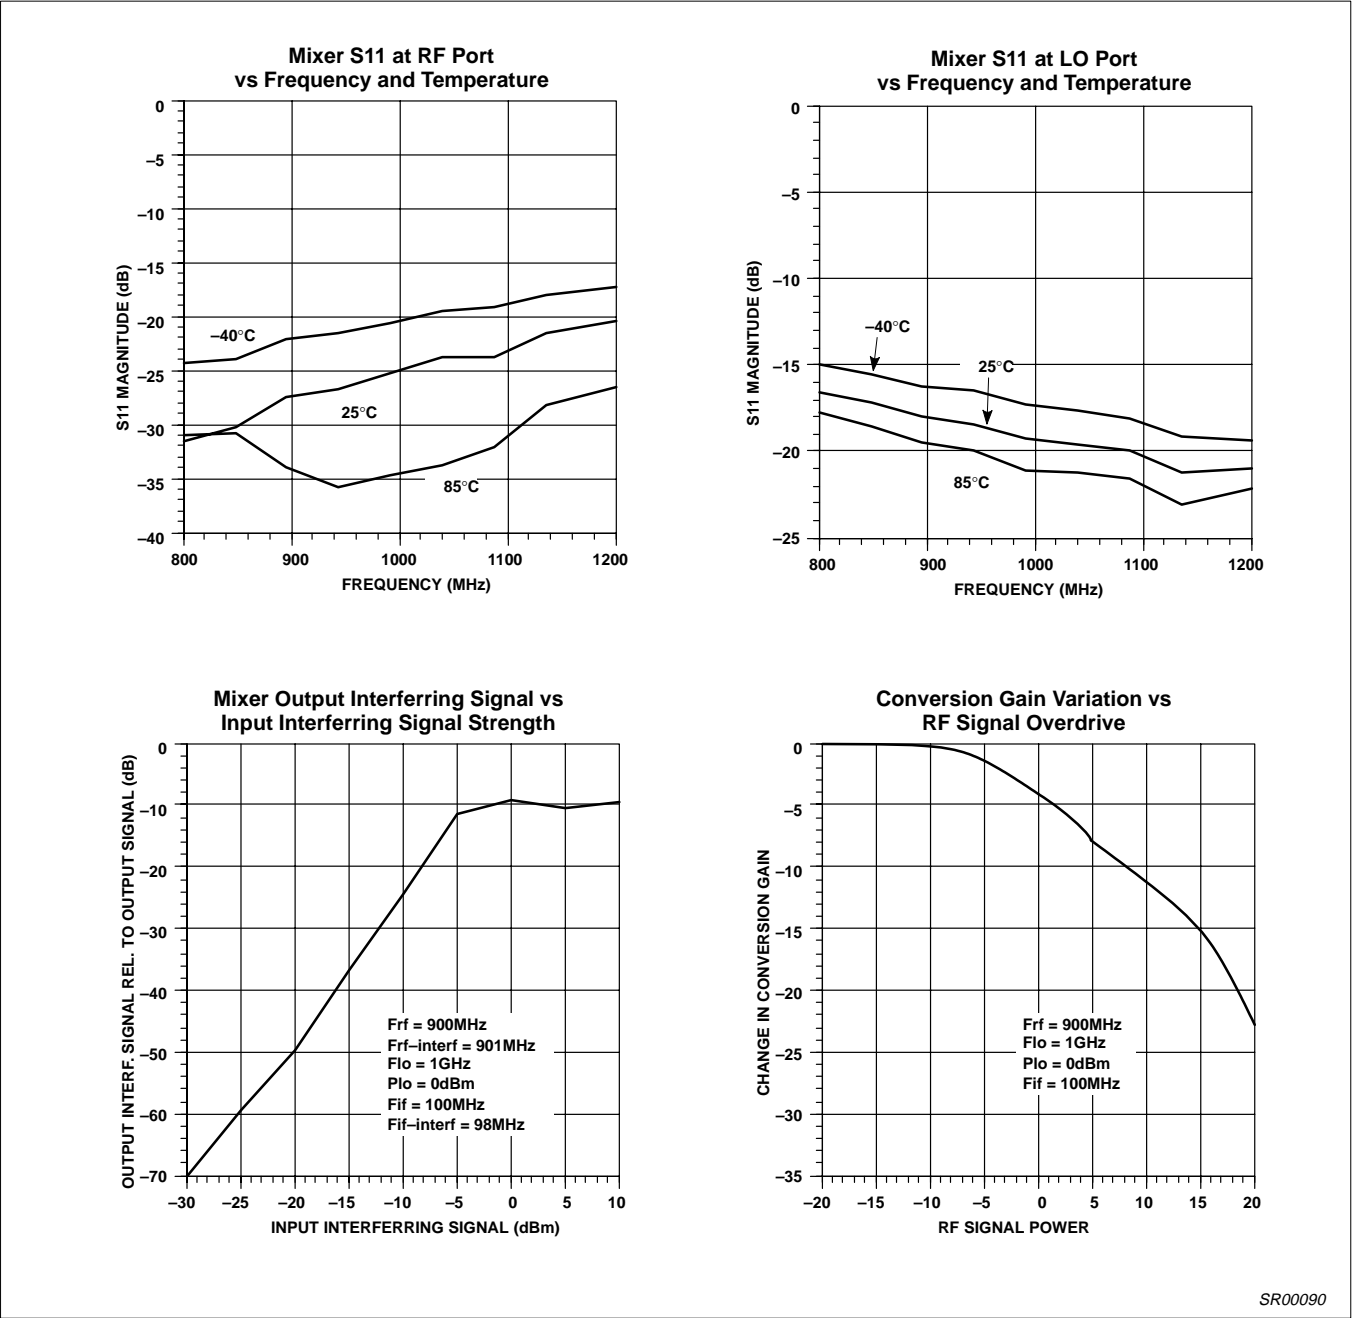 Mixer S11 at RF Port
vs Frequency and Temperature
0
–5
–10
–15
–20
–25
–30
–35
–40
S11 MAGNITUDE (dB)
–40°C
25°C
85°C
800
900
1000
1100
1200
FREQUENCY (MHz)
Mixer S11 at LO Port
vs Frequency and Temperature
0
–5
–10
–15
–20
–25
S11 MAGNITUDE (dB)
–40°C
25°C
85°C
800
900
1000
1100
1200
FREQUENCY (MHz)
Mixer Output Interferring Signal vs
Input Interferring Signal Strength
0
–10
–20
–30
–40
–50
–60
–70
OUTPUT INTERF. SIGNAL REL. TO OUTPUT SIGNAL (dB)
Frf = 900MHz
Frf–interf = 901MHz
Flo = 1GHz
Plo = 0dBm
Fif = 100MHz
Fif–interf = 98MHz
–30
–25
–20
–15
–10
–5
0
5
10
INPUT INTERFERRING SIGNAL (dBm)
Conversion Gain Variation vs
RF Signal Overdrive
0
–5
–10
–15
–20
–25
–30
–35
CHANGE IN CONVERSION GAIN
Frf = 900MHz
Flo = 1GHz
Plo = 0dBm
Fif = 100MHz
–20
–15
–10
–5
0
5
10
15
20
RF SIGNAL POWER
SR00090